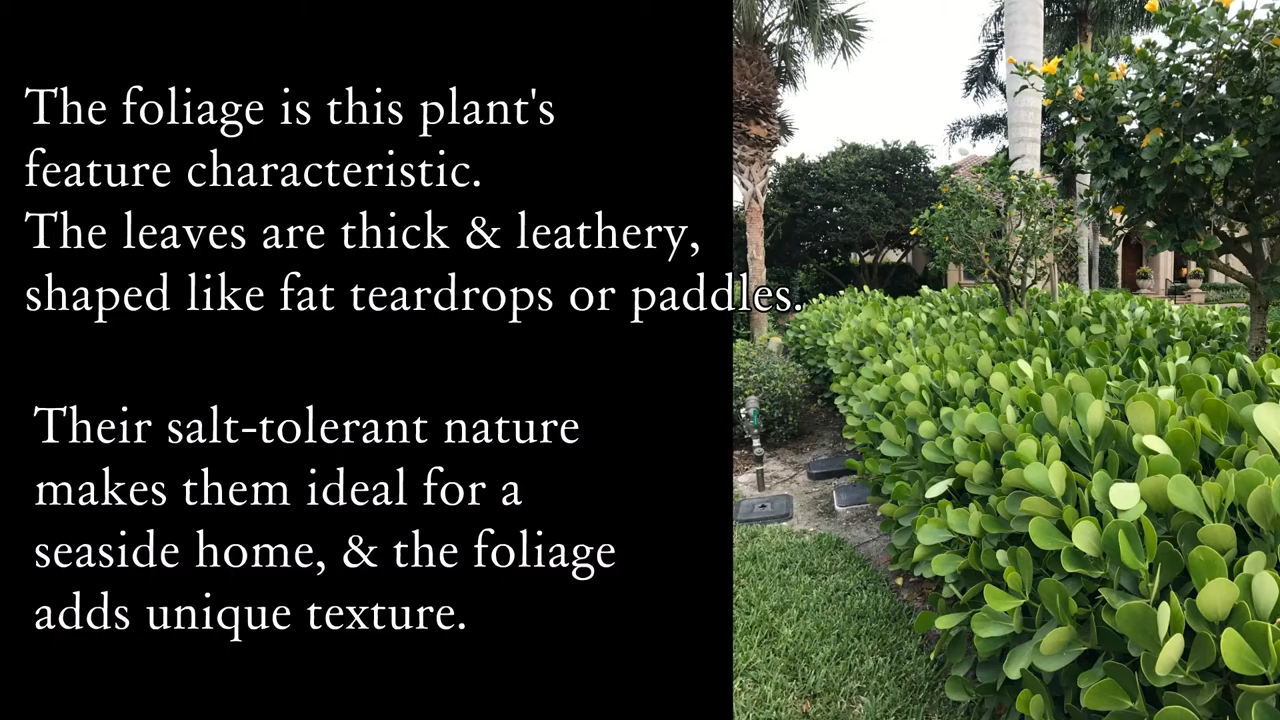 The foliage is this plant's
feature characteristic.
The leaves are thick & leathery,
shaped like fat teardrops or paddles.
Their salt-tolerant nature
makes them ideal for a
seaside home, & the foliage
adds unique texture.